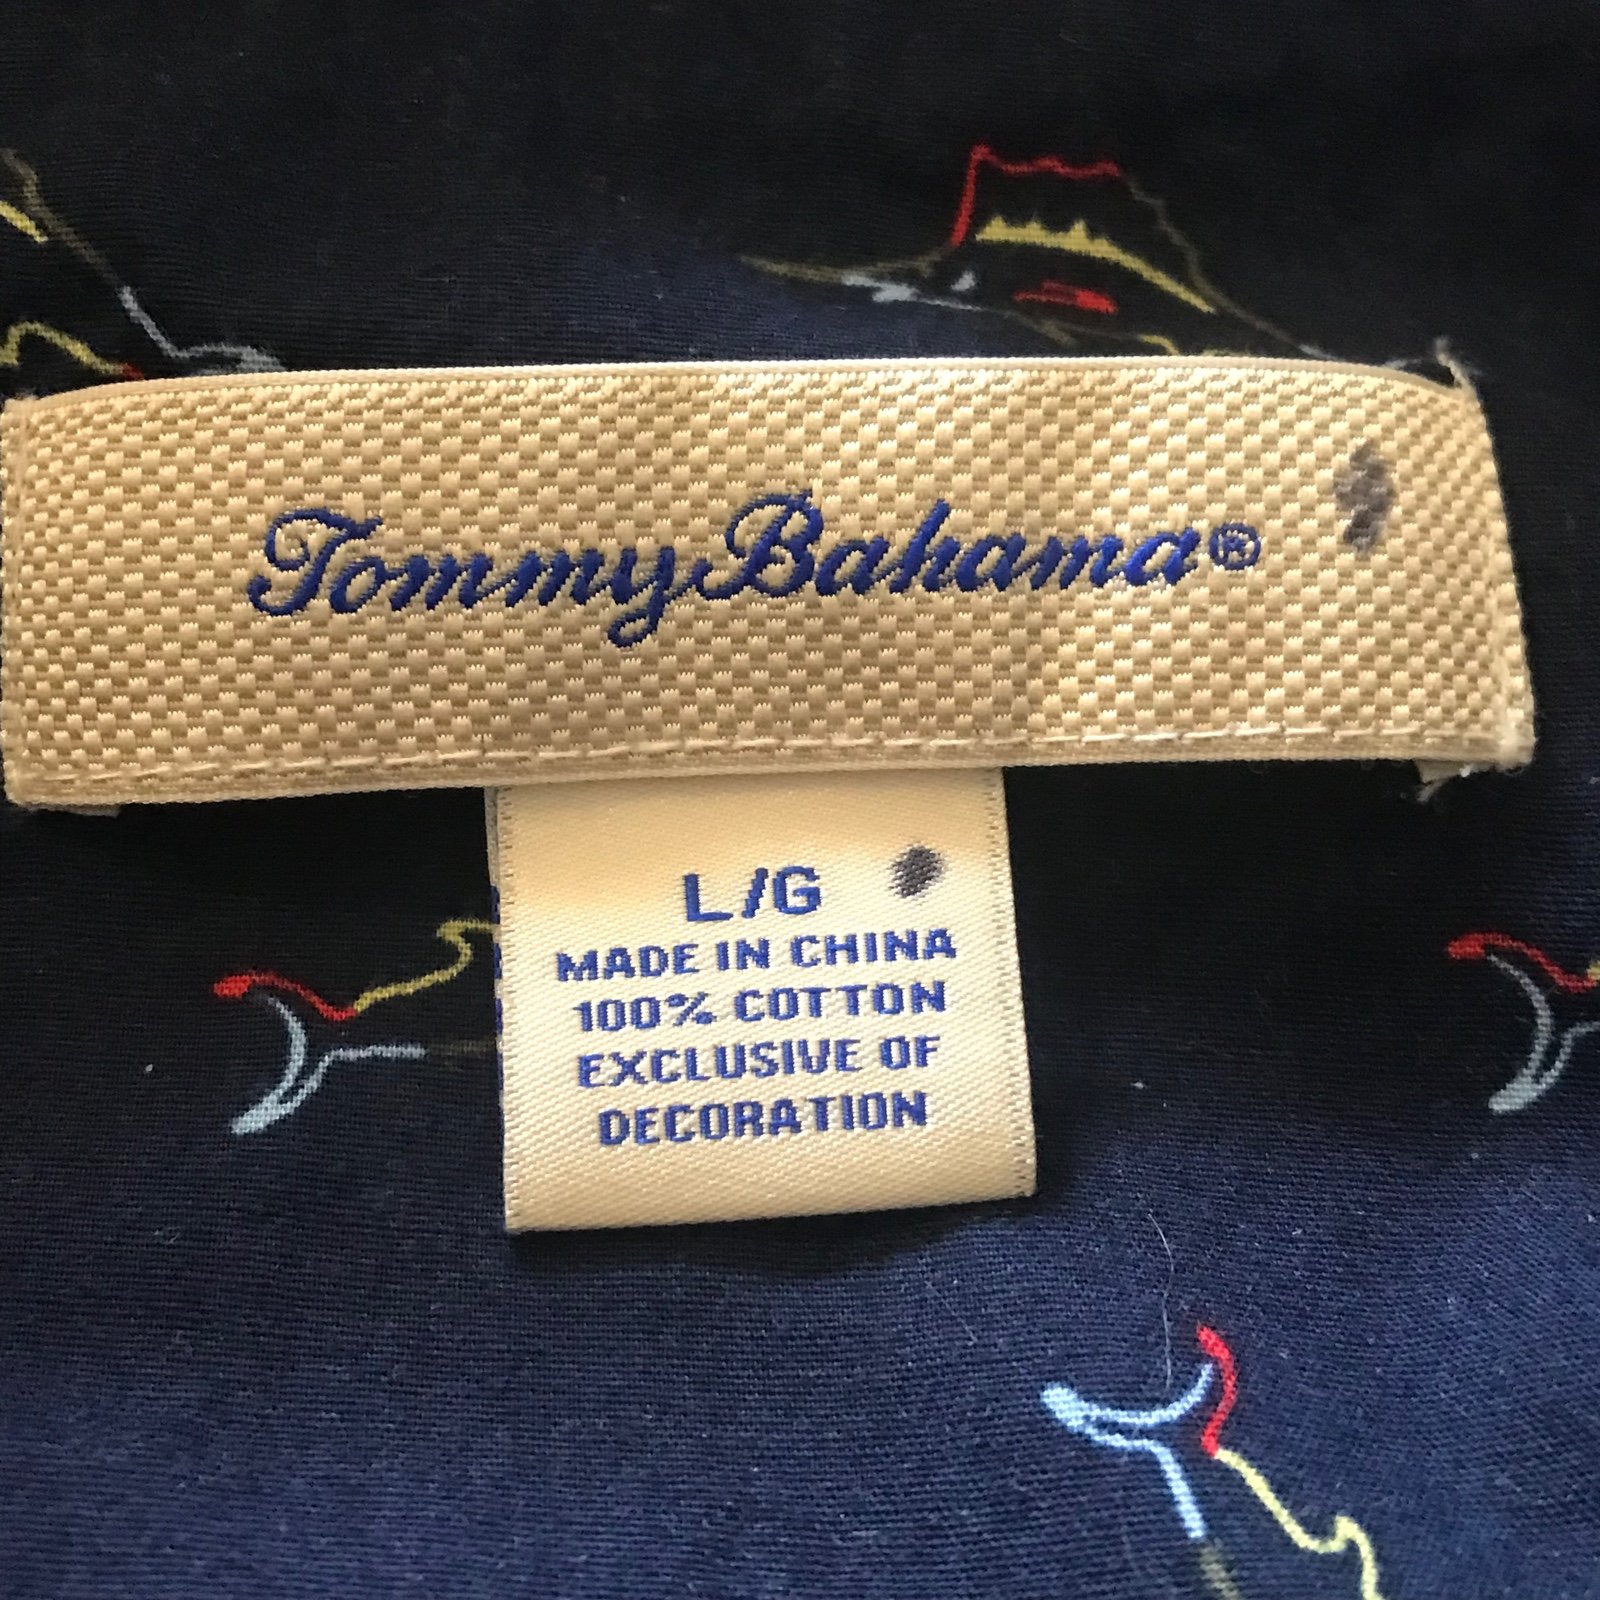 Tommy Bahama®
L/G
MADE IN CHINA
100% COTTON
EXCLUSIVE OF
DECORATION